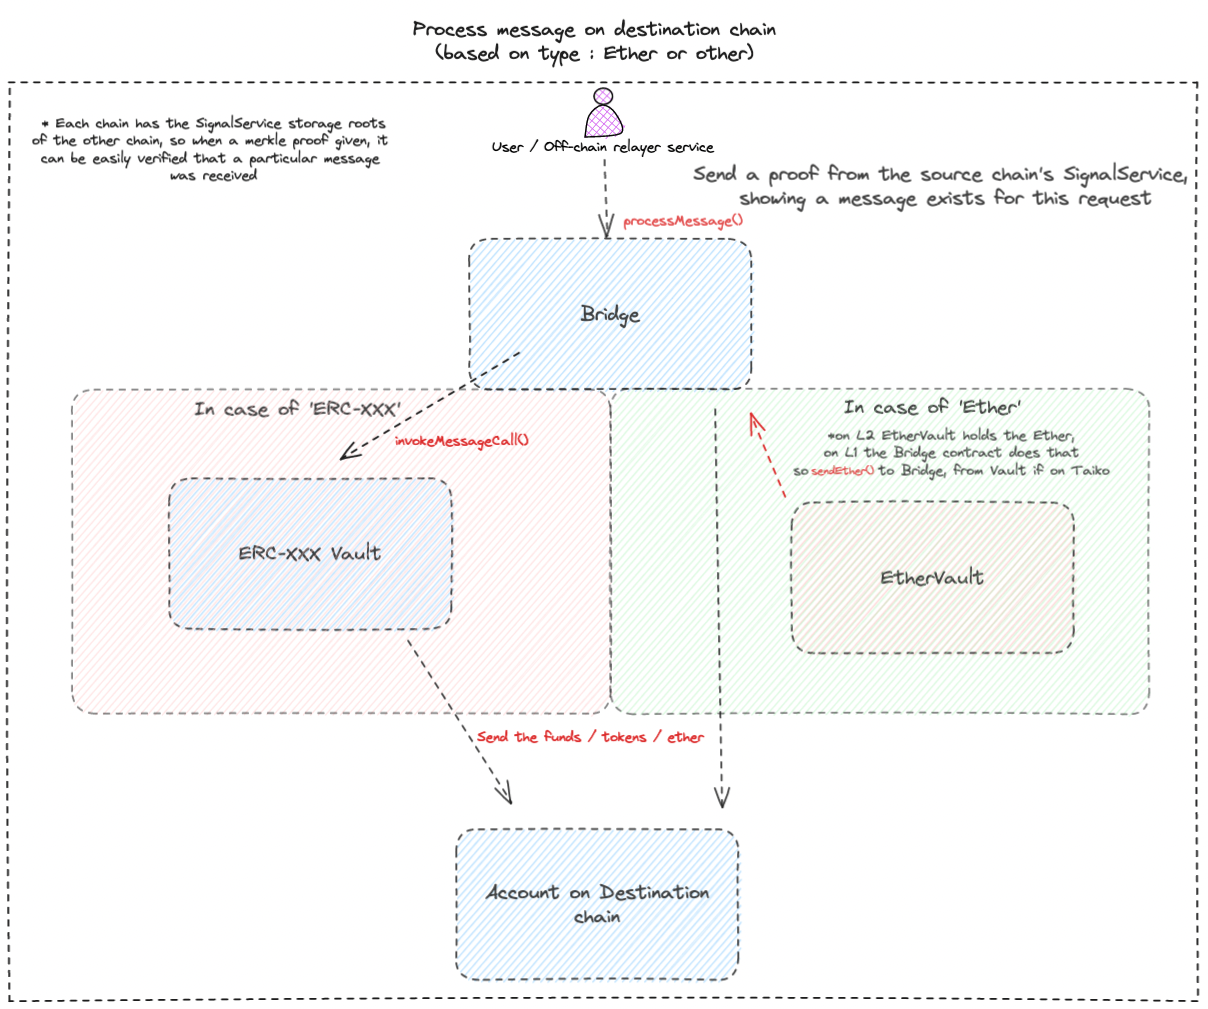 Process message on destination chain
(based on type : Ether or other)
* Each chain has the SignalService storage roots
of the other chain, so when a merkle proof given, it
can be easily verified that a particular message
was received
User / Off-chain relayer service
Send a proof from the source chain's SignalService,
showing a message exists for this request
processMessage()
Bridge
In case of 'ERC-XXX'
invokeMessageCall()
ERC-XXX Vault
In case of 'Ether'
*on L2 EtherVault holds the Ether,
on L1 the Bridge contract does that
so sendEther() to Bridge, from Vault if on Taiko
EtherVault
Send the funds / tokens / ether
Account on Destination
chain